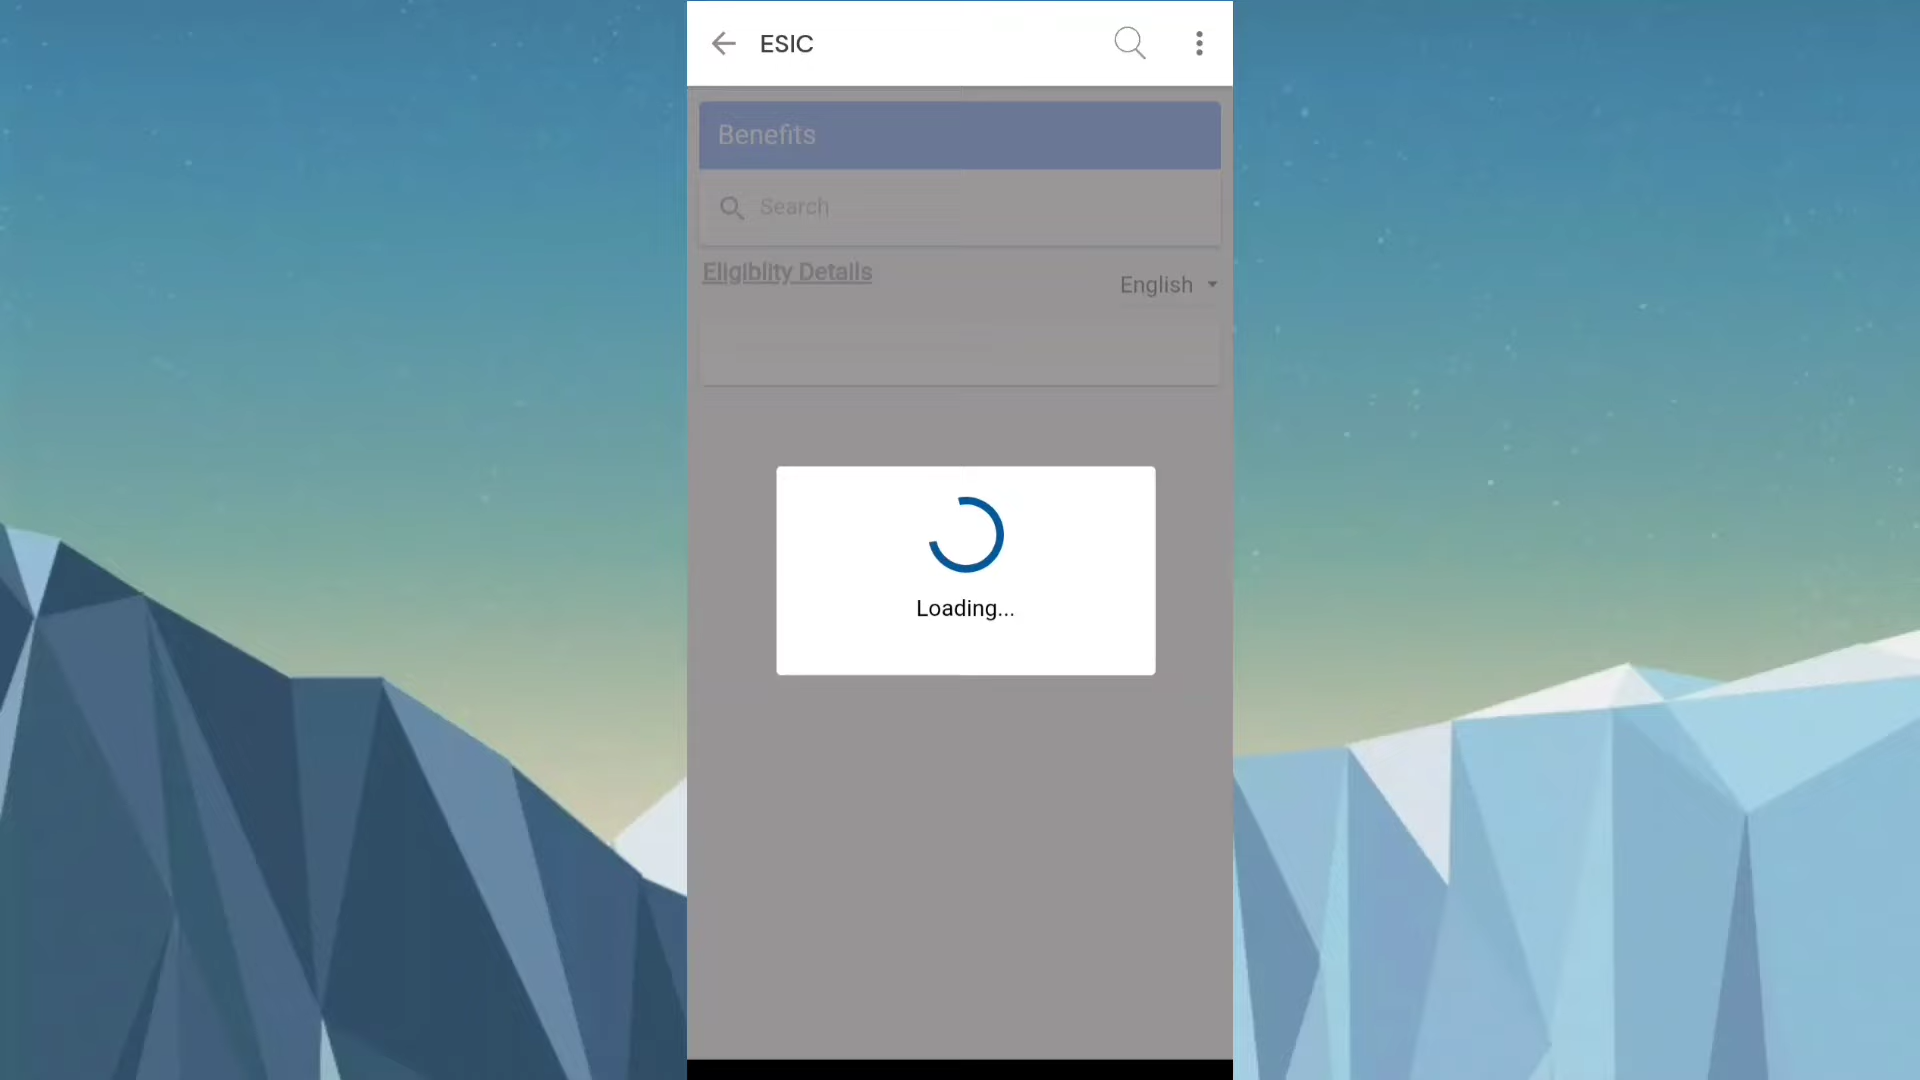 ESIC
Benefits
Search
Eligiblity Details
English
Loading...